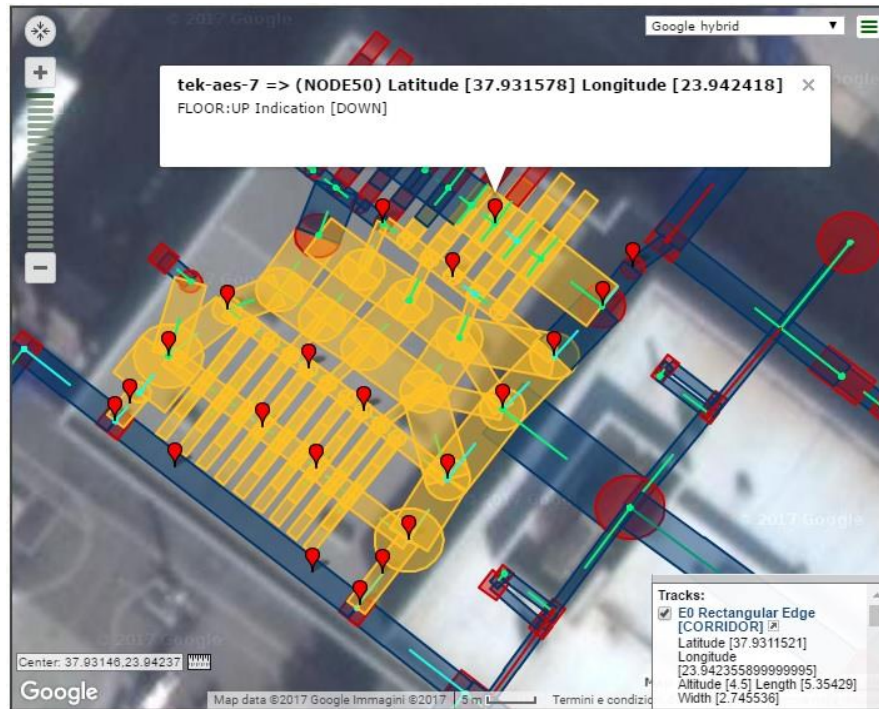 © 2017 Google
Google hybrid
tek-aes-7 => (NODE50) Latitude [37.931578] Longitude [23.942418]
FLOOR:UP Indication [DOWN]
© 2017 Google
Tracks:
E0 Rectangular Edge
[CORRIDOR]
Latitude [37.9311521]
Longitude
[23.942355899999995]
Altitude [4.5] Length [5.35429]
Width [2.745536]
Center: 37.93146,23.94237
Google
Map data ©2017 Google Immagini ©2017
5 m
Termini e condizio